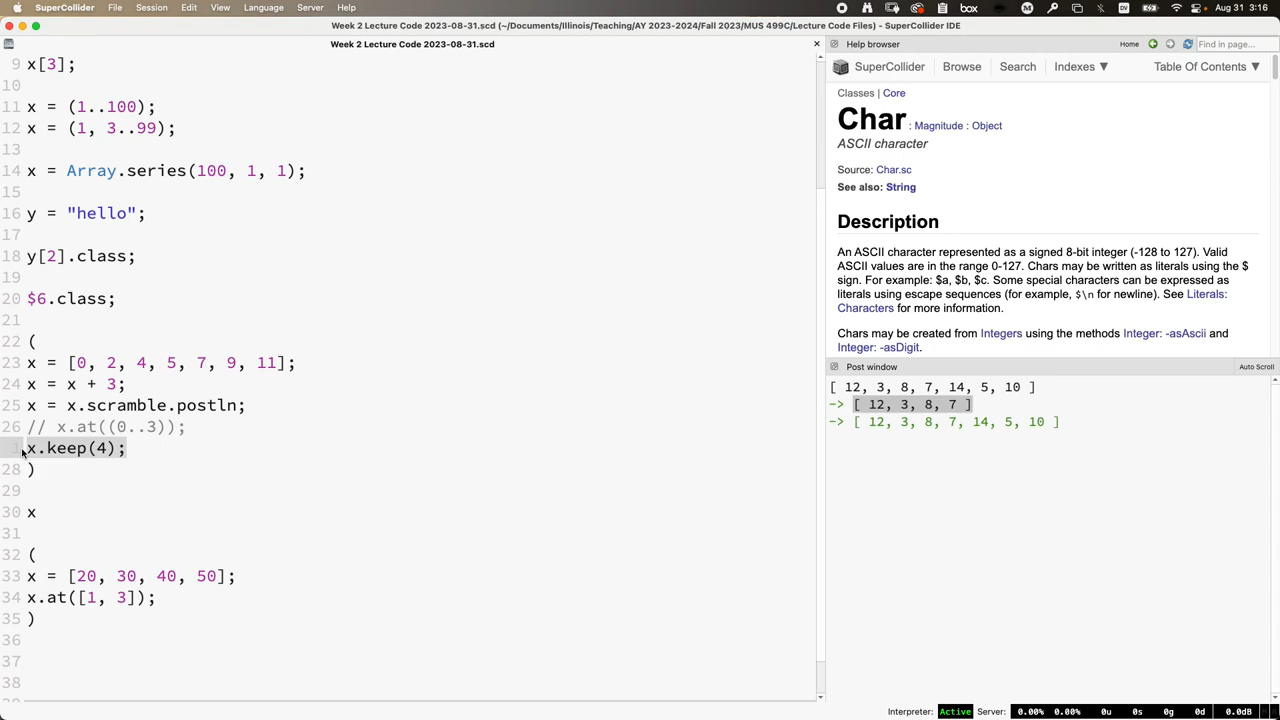 SuperCollider File Session Edit View Language Help box Aug 31 3:16
Week 2 Lecture Code 2023-08-31.scd (~/Documents/Illinois/Teaching/AY 2023-2024/Fall 2023/MUS 499C/Lecture Code Files) - SuperCollider IDE
Week 2 Lecture Code 2023-08-31.scd
9 x[3];
10
11 x = (1..100);
12 x = (1, 3..99);
13
14 x = Array.series(100, 1, 1);
15
16 y = "hello";
17
18 y[2].class;
19
20 $6.class;
21
22 (
23 x = [0, 2, 4, 5, 7, 9, 11];
24 x = x + 3;
25 x = x.scramble.postln;
26 // x.at((0..3));
x.keep(4);
28 )
29
30 x
31
32 (
33 x = [20, 30, 40, 50];
34 x.at([1, 3]);
35 )
36
37
38
Help browser Home Find in page...
SuperCollider Browse Search Indexes ▼ Table Of Contents ▼
Classes | Core
Char : Magnitude : Object
ASCII character
Source: Char.sc
See also: String
Description
An ASCII character represented as a signed 8-bit integer (-128 to 127). Valid
ASCII values are in the range 0-127. Chars may be written as literals using the $
sign. For example: $a, $b, $c. Some special characters can be expressed as
literals using escape sequences (for example, $\n for newline). See Literals:
Characters for more information.
Chars may be created from Integers using the methods Integer: -asAscii and
Integer: -asDigit.
Post window Auto Scroll
[ 12, 3, 8, 7, 14, 5, 10 ]
-> [ 12, 3, 8, 7 ]
-> [ 12, 3, 8, 7, 14, 5, 10 ]
Interpreter: Active Server: 0.00% 0.00% 0u 0s 0g 0d 0.0dB